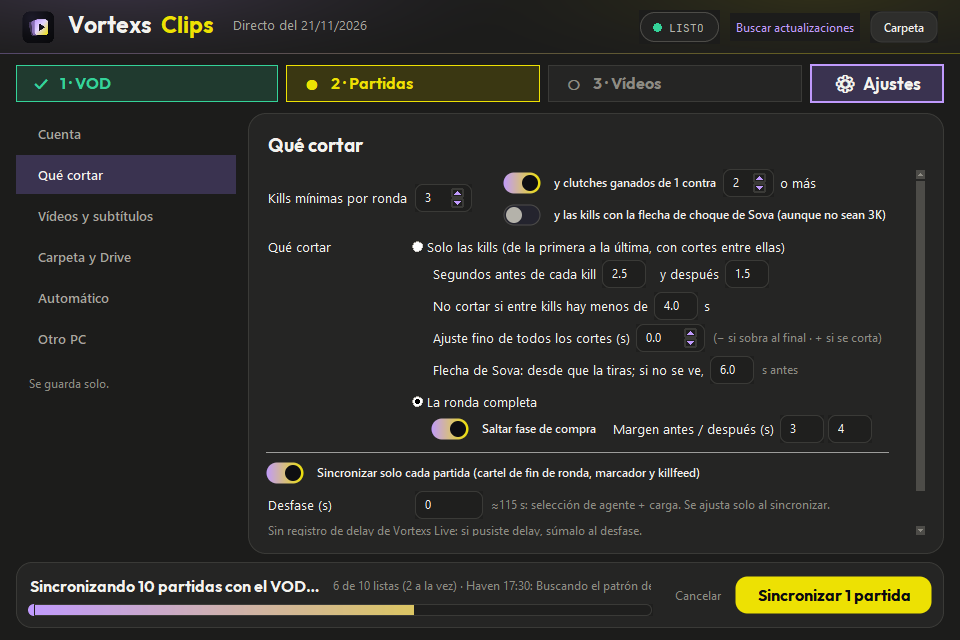 Vortexs Clips
Directo del 21/11/2026
LISTO
Buscar actualizaciones
Carpeta
1·VOD
2·Partidas
3·Vídeos
Ajustes
Cuenta
Qué cortar
Vídeos y subtítulos
Carpeta y Drive
Automático
Otro PC
Se guarda solo.
Qué cortar
Kills mínimas por ronda 3
y clutches ganados de 1 contra 2 o más
y las kills con la flecha de choque de Sova (aunque no sean 3K)
Qué cortar
Solo las kills (de la primera a la última, con cortes entre ellas)
Segundos antes de cada kill 2.5 y después 1.5
No cortar si entre kills hay menos de 4.0 s
Ajuste fino de todos los cortes (s) 0.0 (− si sobra al final · + si se corta)
Flecha de Sova: desde que la tiras; si no se ve, 6.0 s antes
La ronda completa
Saltar fase de compra Margen antes / después (s) 3 4
Sincronizar solo cada partida (cartel de fin de ronda, marcador y killfeed)
Desfase (s) 0 ≈115 s: selección de agente + carga. Se ajusta solo al sincronizar.
Sin registro de delay de Vortexs Live: si pusiste delay, súmalo al desfase.
Sincronizando 10 partidas con el VOD...
6 de 10 listas (2 a la vez) · Haven 17:30: Buscando el patrón de
Cancelar
Sincronizar 1 partida